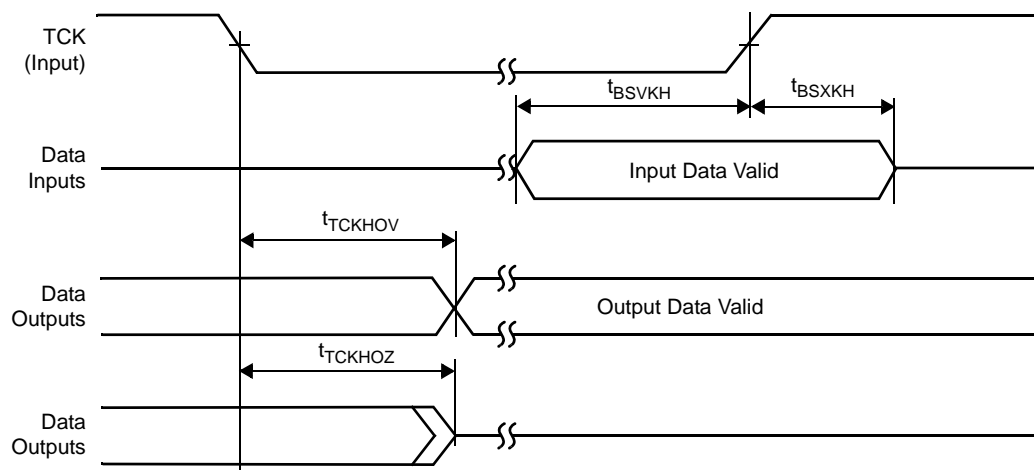 TCK
(Input)
tBSVKH
tBSXKH
Data
Inputs
Input Data Valid
tTCKHOV
Data
Outputs
Output Data Valid
tTCKHOZ
Data
Outputs